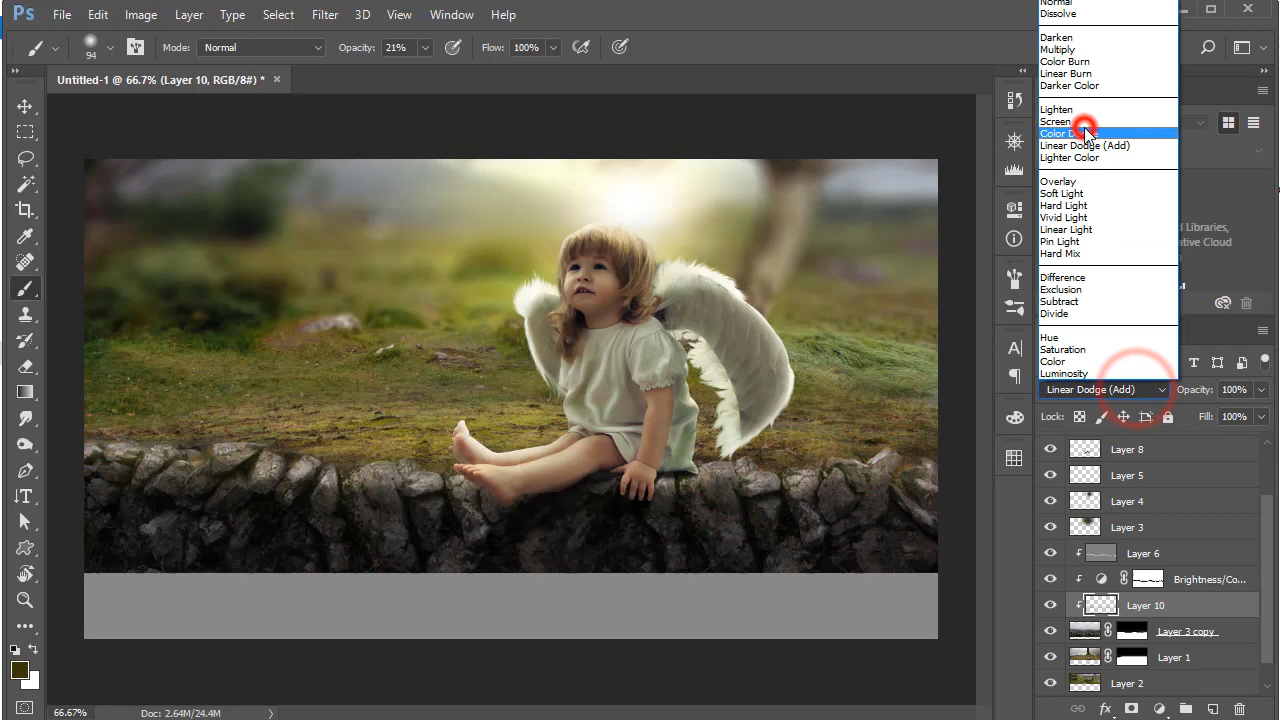 Ps File Edit Image Layer Type Select Filter 3D View Window Help
94 Mode: Normal Opacity: 21% Flow: 100%
Untitled-1 @ 66.7% (Layer 10, RGB/8#) * ×
Normal
Dissolve
Darken
Multiply
Color Burn
Linear Burn
Darker Color
Lighten
Screen
Color
Linear Dodge (Add)
Lighter Color
Overlay
Soft Light
Hard Light
Vivid Light
Linear Light
Pin Light
Hard Mix
Difference
Exclusion
Subtract
Divide
Hue
Saturation
Color
Luminosity
Libraries,
Cloud
Linear Dodge (Add) Opacity: 100%
Lock: Fill: 100%
Layer 8
Layer 5
Layer 4
Layer 3
Layer 6
Brightness/Co...
Layer 10
Layer 3 copy
Layer 1
Layer 2
66.67% Doc: 2.64M/24.4M